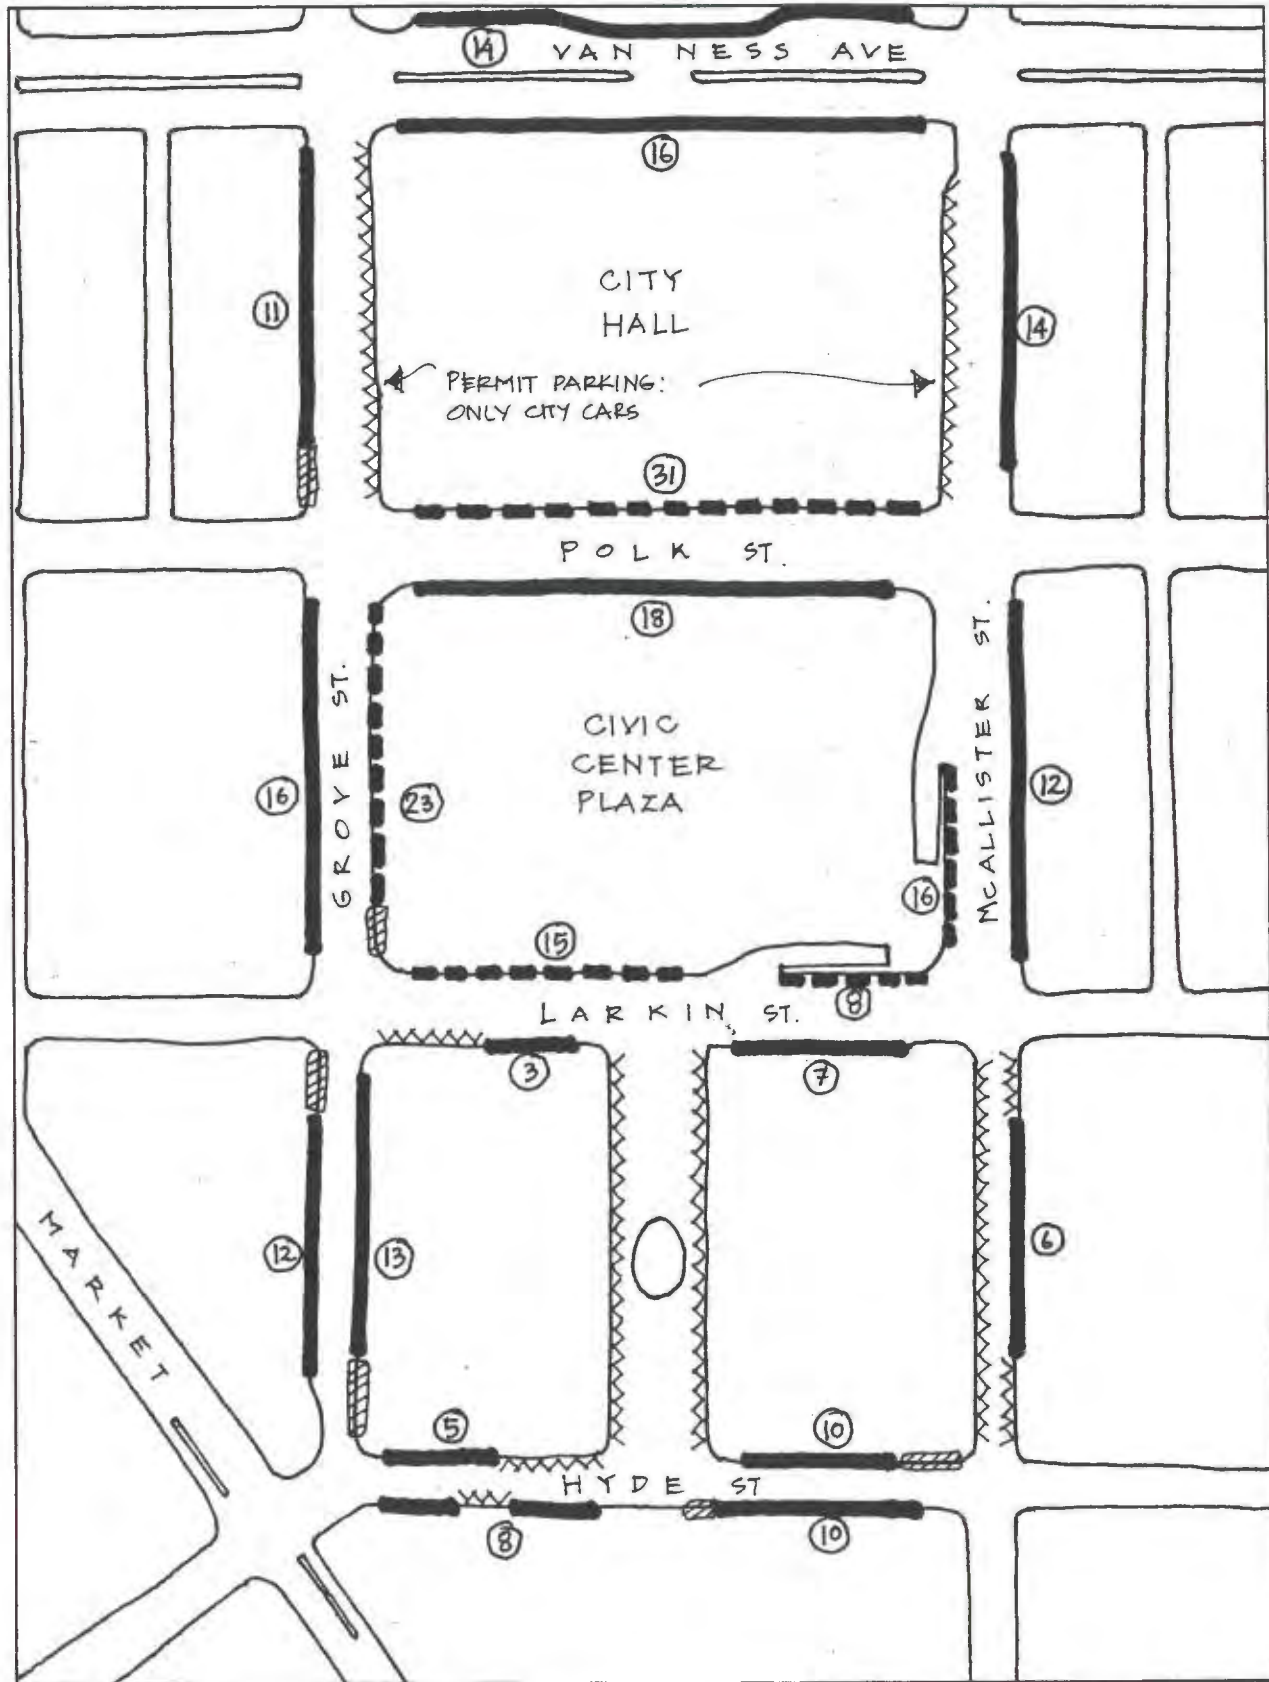 14
VAN NESS AVE
16
CITY
HALL
11
14
PERMIT PARKING:
ONLY CITY CARS
31
POLK ST.
18
GROVE ST.
MCALLISTER ST.
CIVIC
CENTER
PLAZA
16
23
12
16
15
8
LARKIN ST.
3
7
MARKET
12
13
6
5
10
HYDE ST
8
10